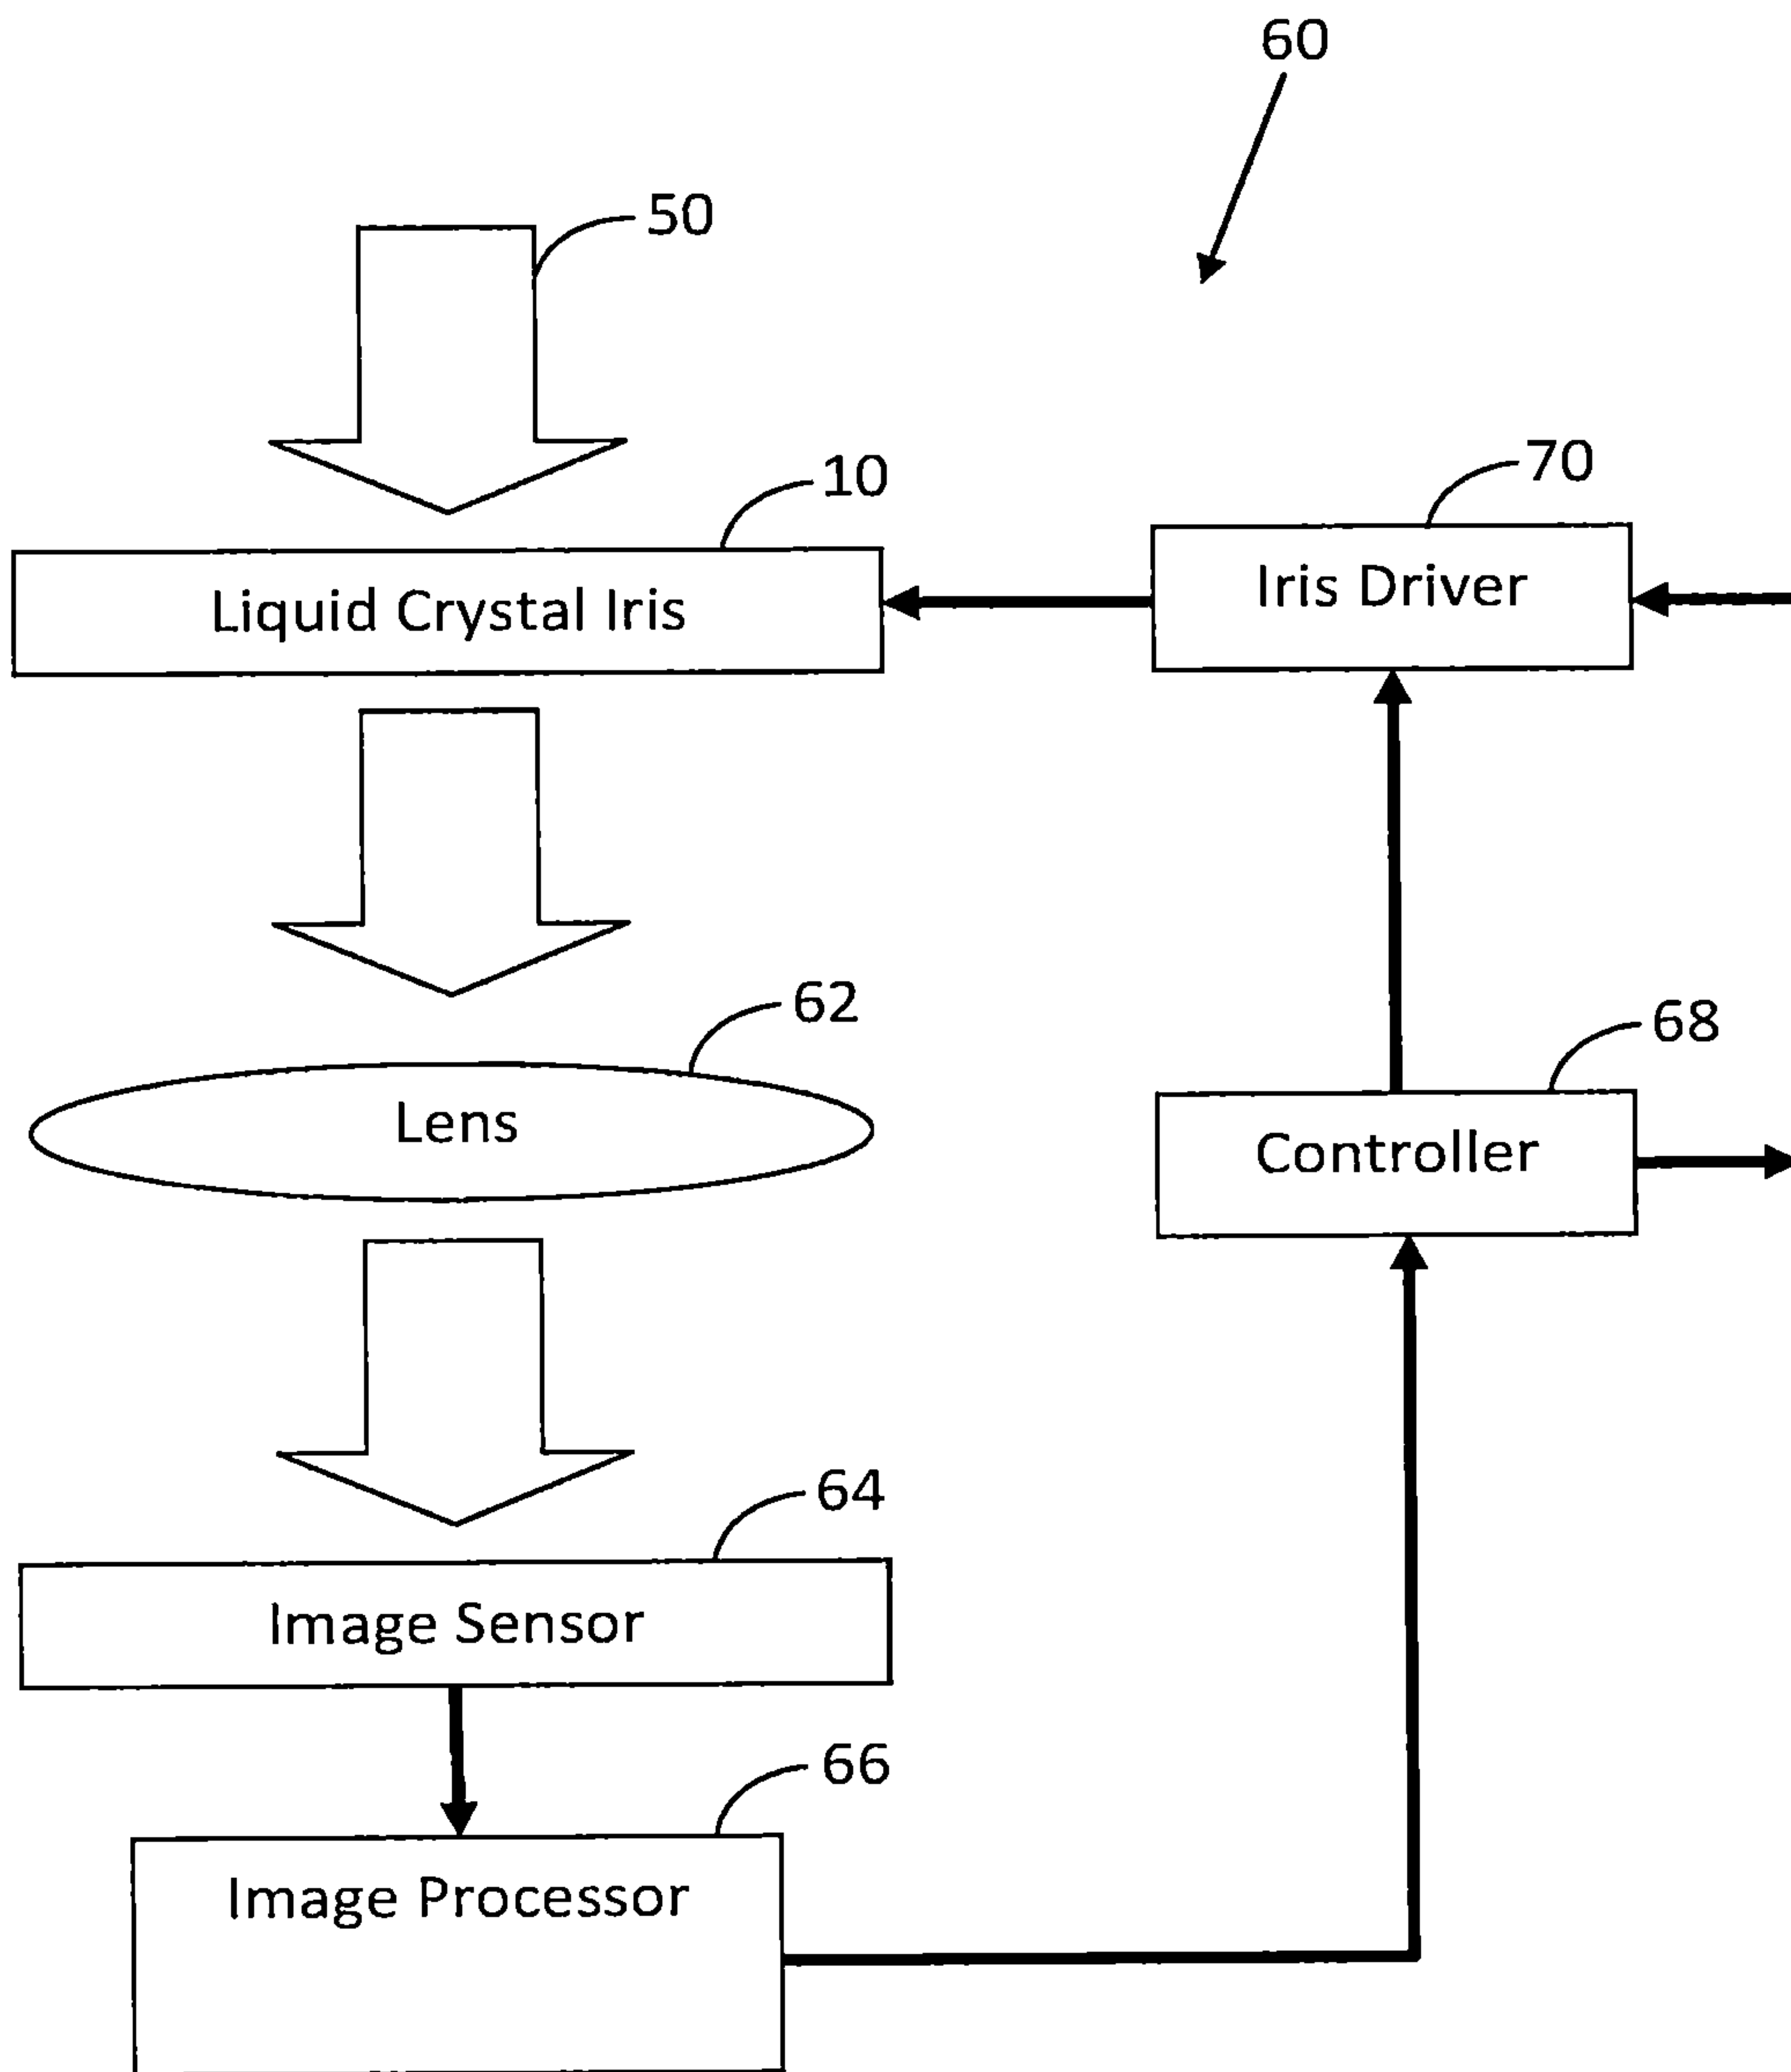 60
50
10
70
Liquid Crystal Iris
Iris Driver
62
68
Lens
Controller
64
Image Sensor
66
Image Processor